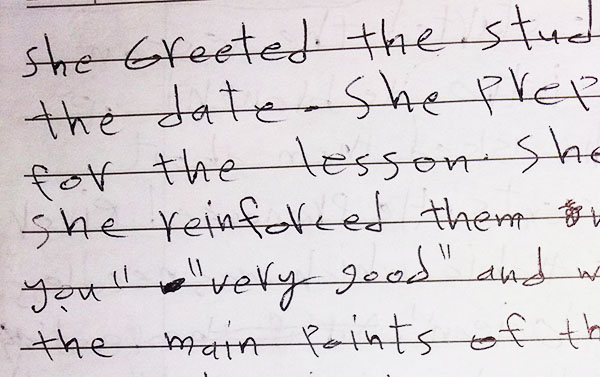 she Greeted the stud
the date. She prep
for the lesson. She
she reinforced them
you" "very good" and w
the main points of th